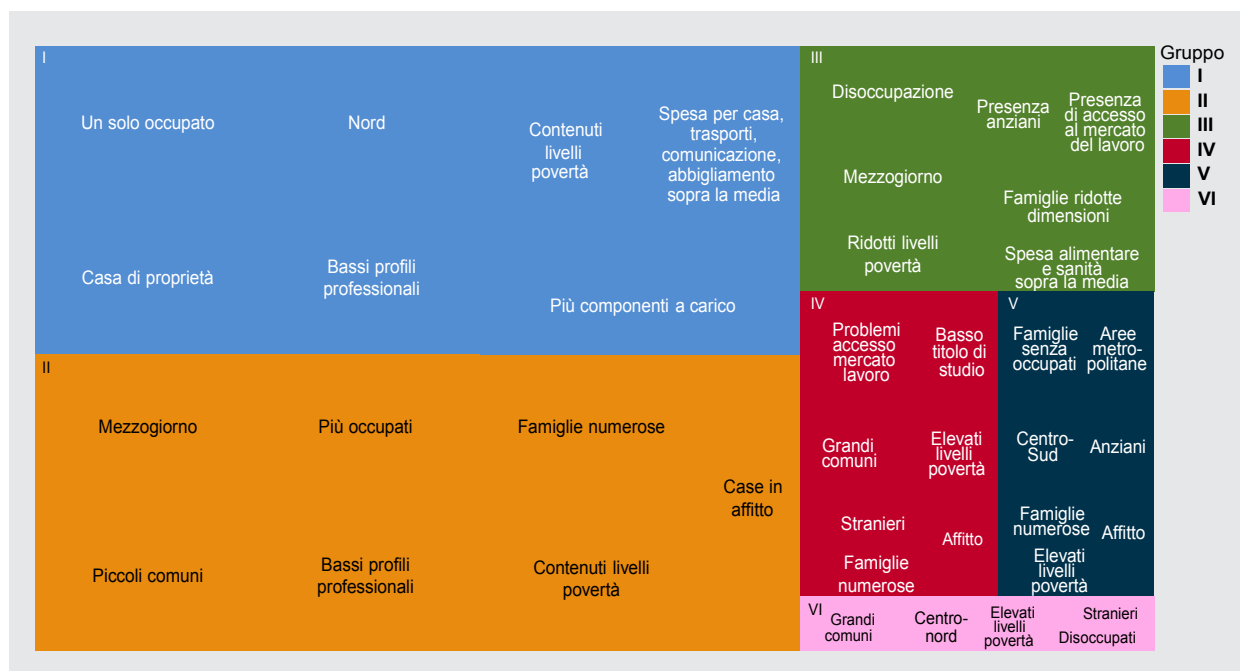 I
Un solo occupato
Nord
Contenuti
livelli
povertà
Spesa per casa,
trasporti,
comunicazione,
abbigliamento
sopra la media
Casa di proprietà
Bassi profili
professionali
Più componenti a carico
II
Mezzogiorno
Più occupati
Famiglie numerose
Case in
affitto
Piccoli comuni
Bassi profili
professionali
Contenuti livelli
povertà
III
Disoccupazione
Presenza
anziani
Presenza
di accesso
al mercato
del lavoro
Mezzogiorno
Famiglie ridotte
dimensioni
Ridotti livelli
povertà
Spesa alimentare
e sanità
sopra la media
IV
Problemi
accesso
mercato
lavoro
Basso
titolo di
studio
Grandi
comuni
Elevati
livelli
povertà
Stranieri
Affitto
Famiglie
numerose
V
Famiglie
senza
occupati
Aree
metro-
politane
Centro-
Sud
Anziani
Famiglie
numerose
Affitto
Elevati
livelli
povertà
VI
Grandi
comuni
Centro-
nord
Elevati
livelli
povertà
Stranieri
Disoccupati
Gruppo
I
II
III
IV
V
VI